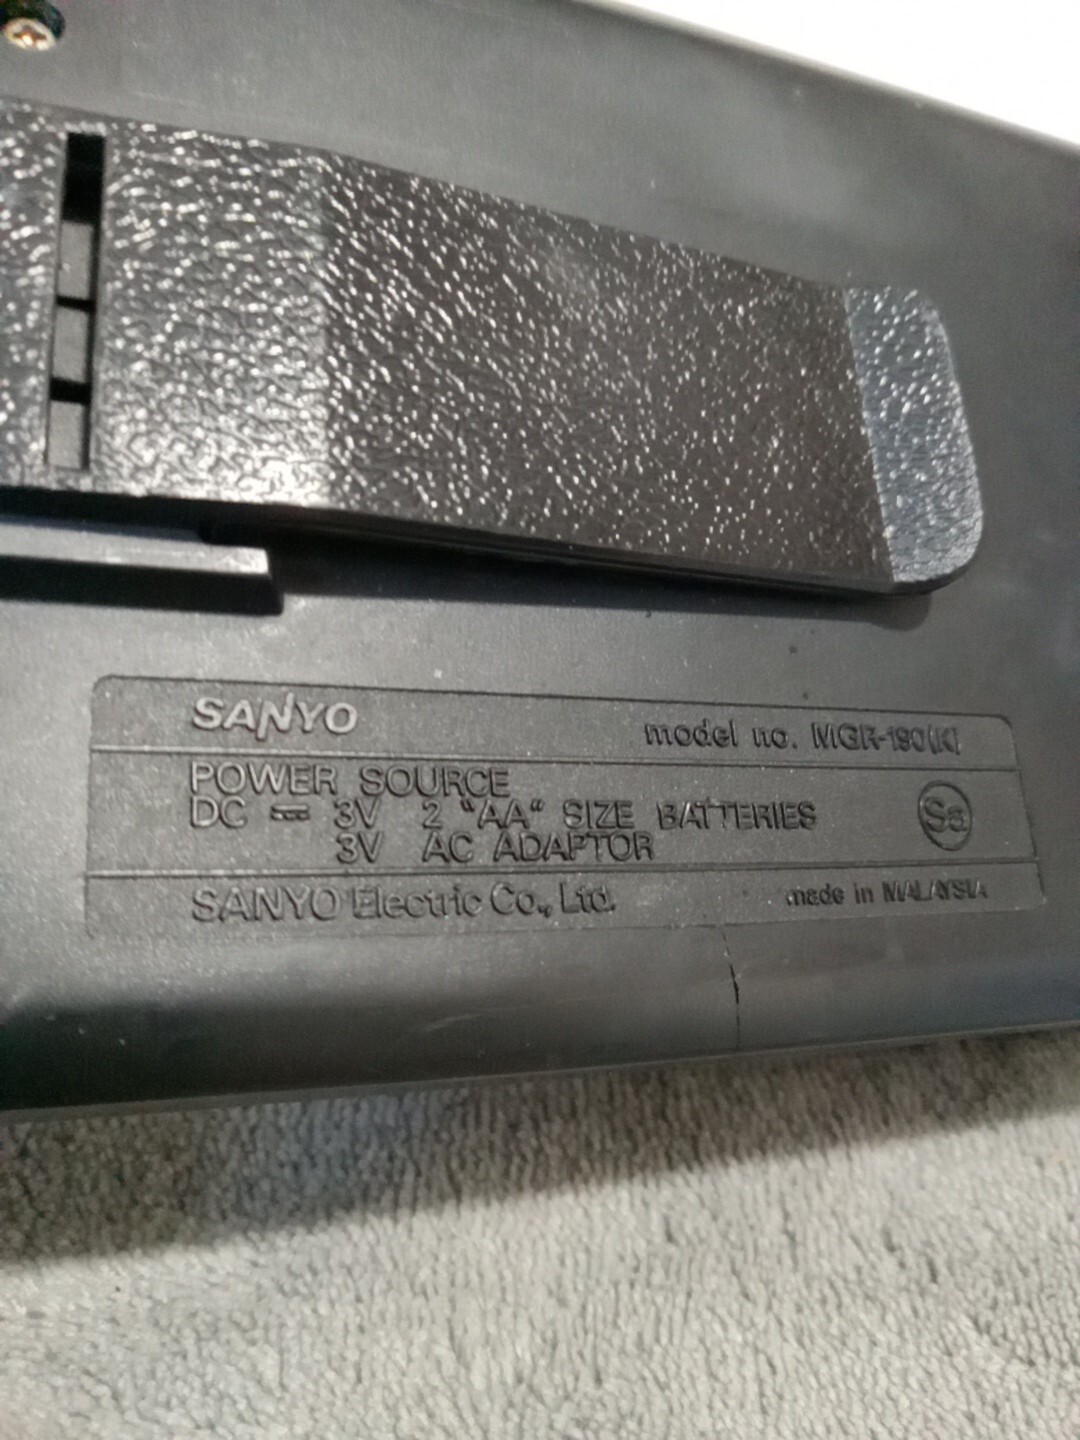 SANYO
model no. MGR-190(K)
POWER SOURCE
DC ⎓ 3V 2 "AA" SIZE BATTERIES
3V AC ADAPTOR
Sa
SANYO Electric Co., Ltd.
made in MALAYSIA